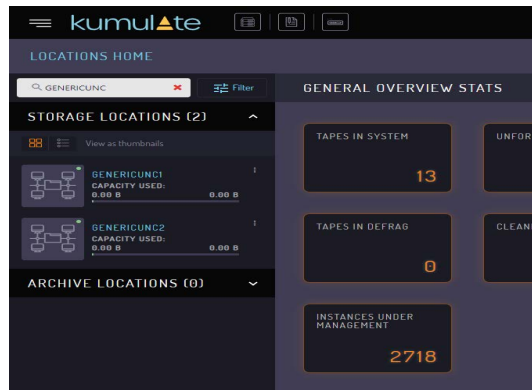 kumulate
LOCATIONS HOME
GENERICUNC
Filter
STORAGE LOCATIONS (2)
View as thumbnails
GENERICUNC1
CAPACITY USED:
0.00 B 0.00 B
GENERICUNC2
CAPACITY USED:
0.00 B 0.00 B
ARCHIVE LOCATIONS (0)
GENERAL OVERVIEW STATS
TAPES IN SYSTEM
13
UNFOR
TAPES IN DEFRAG
0
CLEAN
INSTANCES UNDER
MANAGEMENT
2718